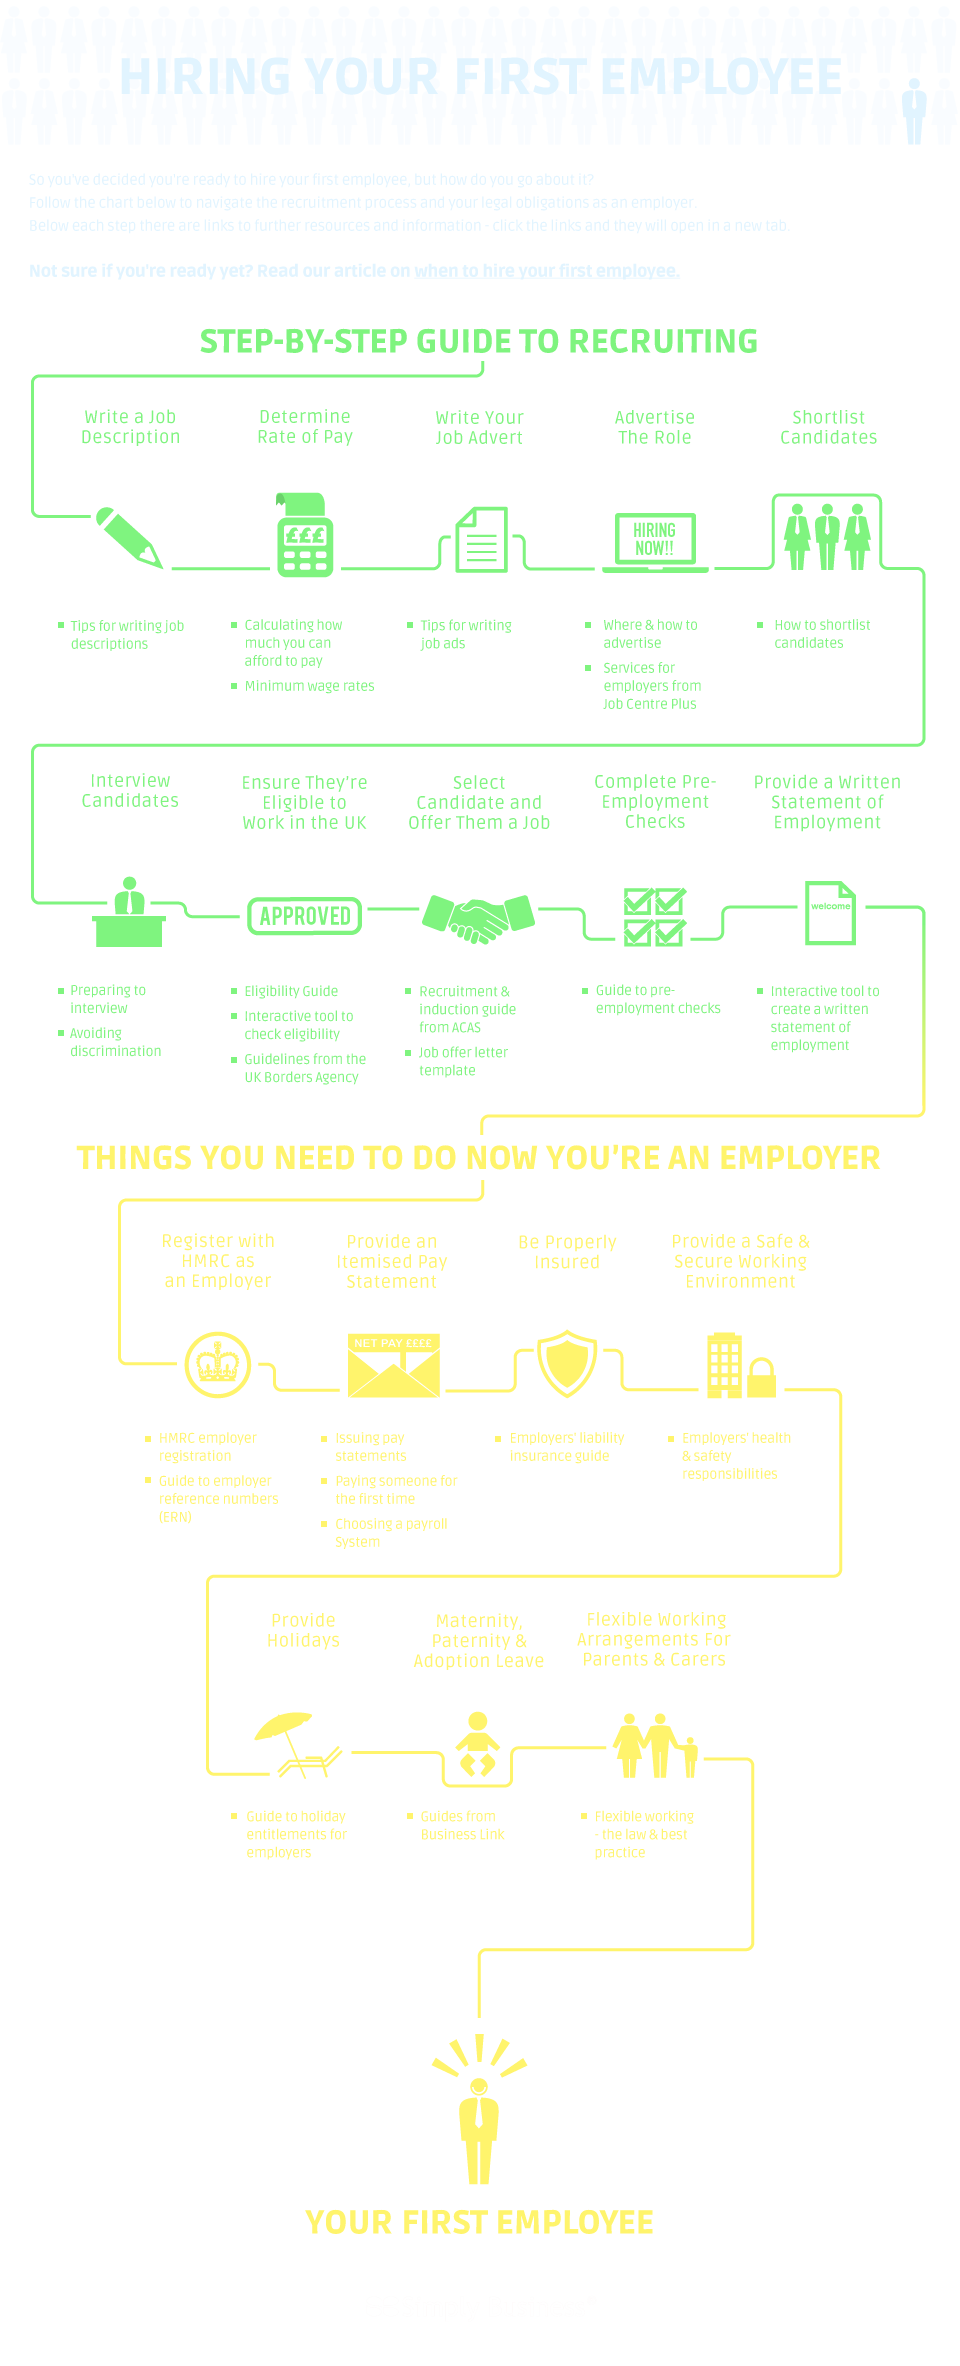 HIRING YOUR FIRST EMPLOYEE
So you've decided you're ready to hire your first employee, but how do you go about it?
Follow the chart below to navigate the recruitment process and your legal obligations as an employer.
Below each step there are links to further resources and information - click the links and they will open in a new tab.
Not sure if you're ready yet? Read our article on when to hire your first employee.
STEP-BY-STEP GUIDE TO RECRUITING
Write a Job
Description
Determine
Rate of Pay
Write Your
Job Advert
Advertise
The Role
Shortlist
Candidates
£££
HIRING
NOW!!
Tips for writing job
descriptions
Calculating how
much you can
afford to pay
Minimum wage rates
Tips for writing
job ads
Where & how to
advertise
Services for
employers from
Job Centre Plus
How to shortlist
candidates
Interview
Candidates
Ensure They're
Eligible to
Work in the UK
Select
Candidate and
Offer Them a Job
Complete Pre-
Employment
Checks
Provide a Written
Statement of
Employment
APPROVED
welcome
Preparing to
interview
Avoiding
discrimination
Eligibility Guide
Interactive tool to
check eligibility
Guidelines from the
UK Borders Agency
Recruitment &
induction guide
from ACAS
Job offer letter
template
Guide to pre-
employment checks
Interactive tool to
create a written
statement of
employment
THINGS YOU NEED TO DO NOW YOU'RE AN EMPLOYER
Register with
HMRC as
an Employer
Provide an
Itemised Pay
Statement
Be Properly
Insured
Provide a Safe &
Secure Working
Environment
NET PAY ££££
HMRC employer
registration
Guide to employer
reference numbers
(ERN)
Issuing pay
statements
Paying someone for
the first time
Choosing a payroll
System
Employers' liability
insurance guide
Employers' health
& safety
responsibilities
Provide
Holidays
Maternity,
Paternity &
Adoption Leave
Flexible Working
Arrangements For
Parents & Carers
Guide to holiday
entitlements for
employers
Guides from
Business Link
Flexible working
- the law & best
practice
YOUR FIRST EMPLOYEE